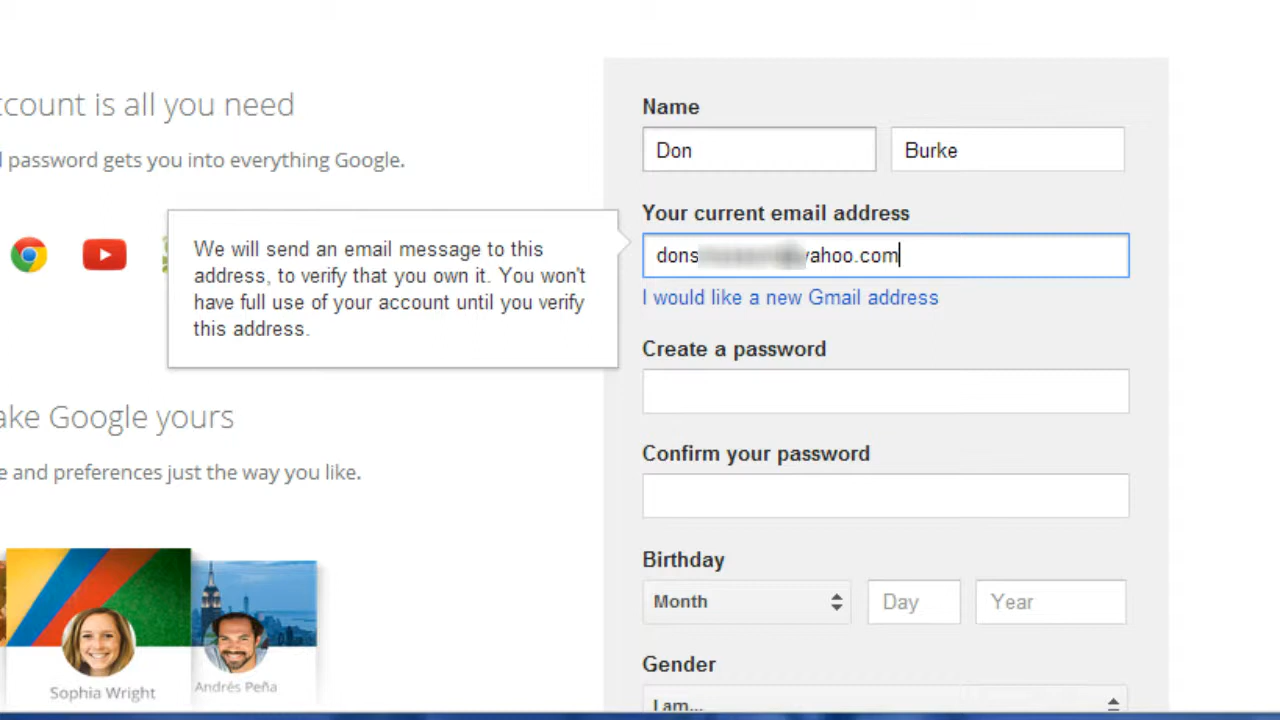 ccount is all you need
password gets you into everything Google.
We will send an email message to this
address, to verify that you own it. You won't
have full use of your account until you verify
this address.
ake Google yours
e and preferences just the way you like.
Sophia Wright
Andrés Peña
Name
Don
Burke
Your current email address
dons yahoo.com
I would like a new Gmail address
Create a password
Confirm your password
Birthday
Month
Day
Year
Gender
I am...